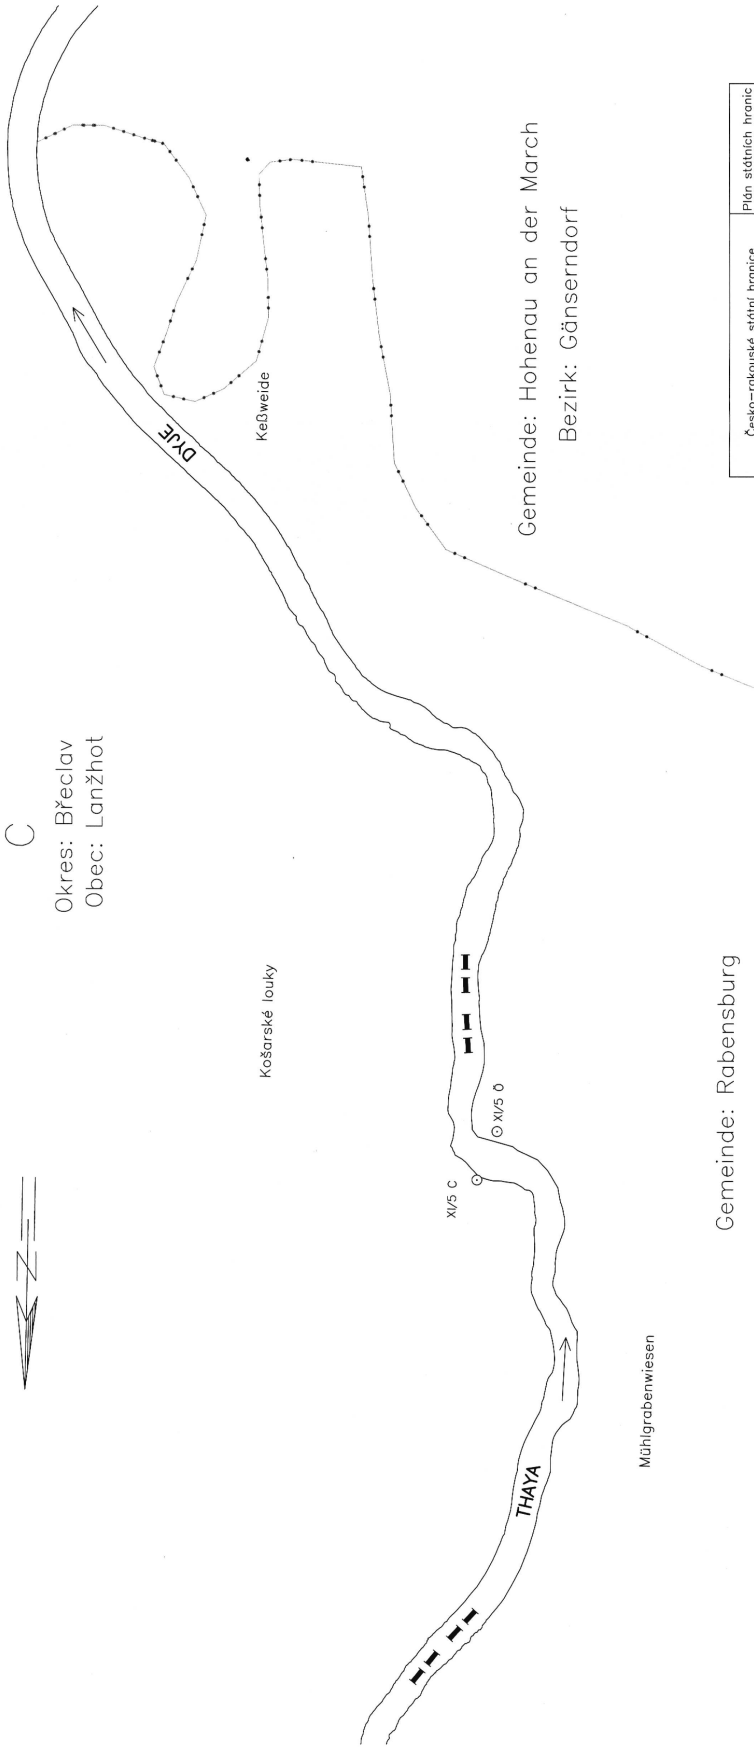 C
Okres: Břeclav
Obec: Lanžhot
N
Košarské louky
DYJE
Keßweide
XI/5 C
XI/5 Ö
THAYA
Mühlgrabenwiesen
Gemeinde: Hohenau an der March
Bezirk: Gänserndorf
Gemeinde: Rabensburg
Česko-rakouské státní hranice
Plán státních hranic